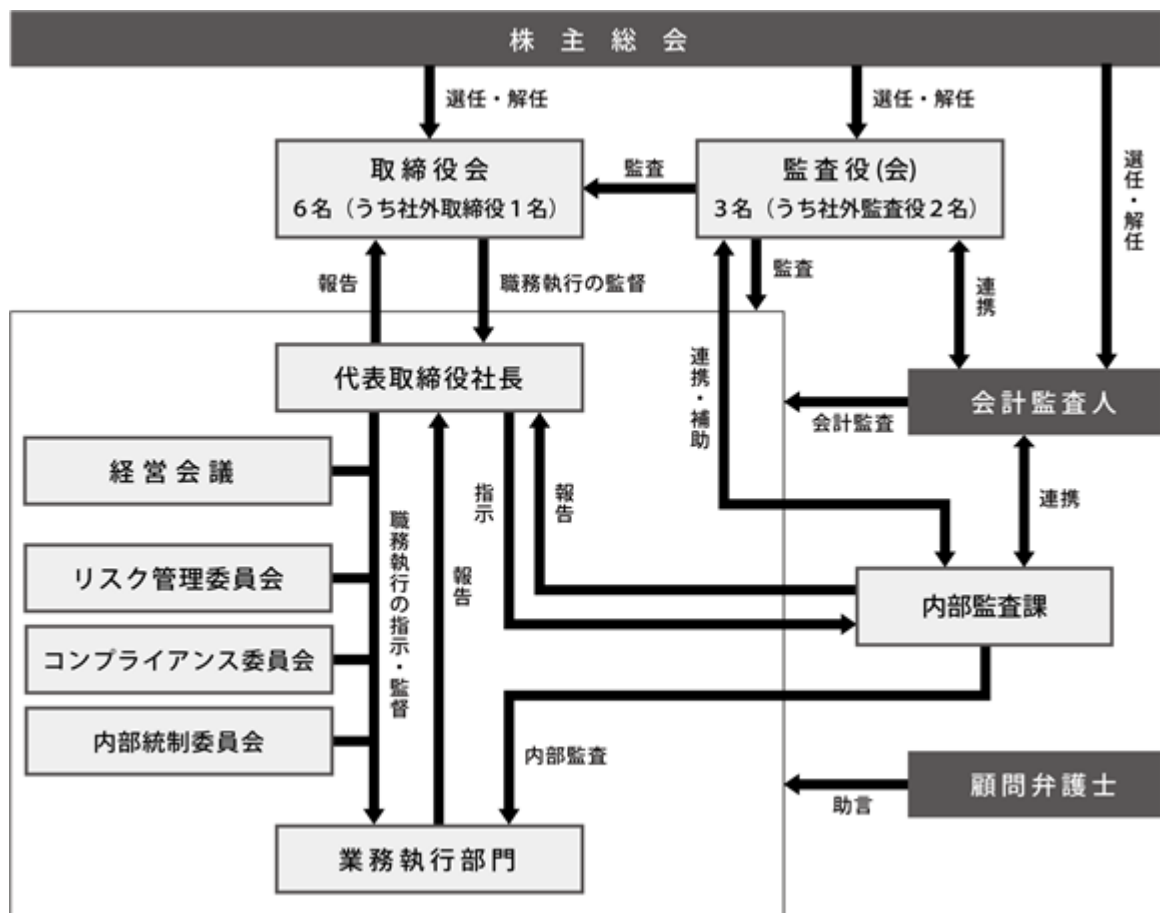 株主総会
選任・解任
選任・解任
選任・解任
取締役会
6名（うち社外取締役1名）
監査
監査役(会)
3名（うち社外監査役2名）
報告
職務執行の監督
監査
連携
代表取締役社長
連携・補助
会計監査
会計監査人
経営会議
指示
報告
連携
職務執行の指示・監督
報告
リスク管理委員会
内部監査課
コンプライアンス委員会
内部統制委員会
内部監査
顧問弁護士
助言
業務執行部門